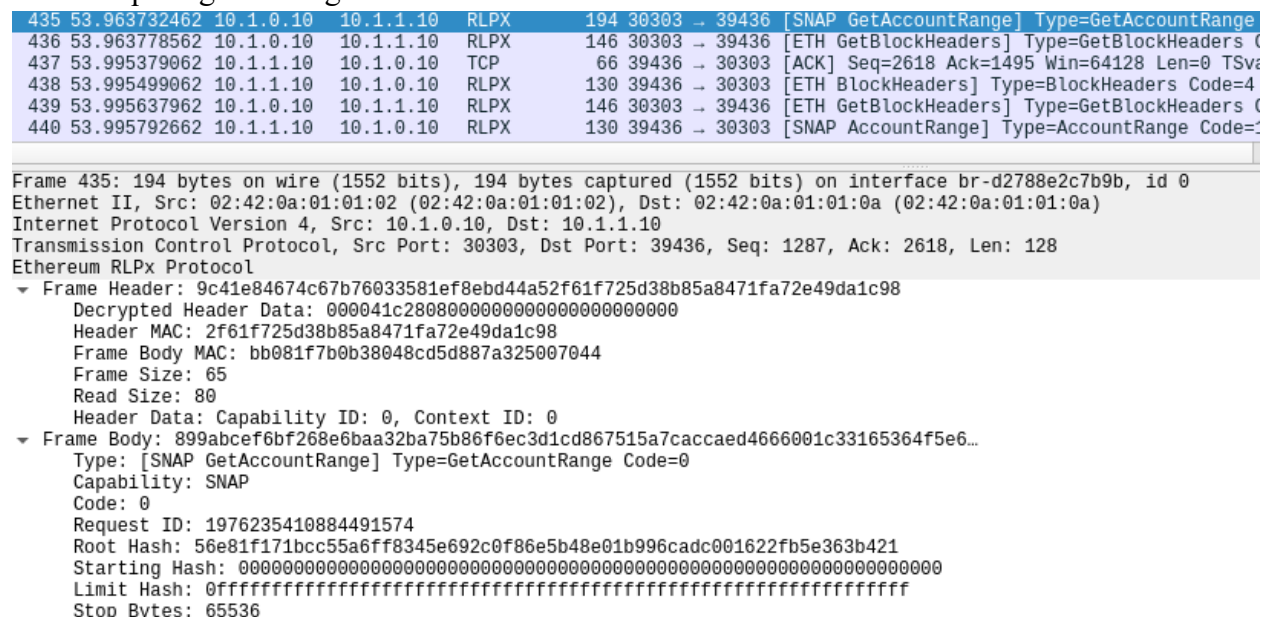 435 53.963732462 10.1.0.10 10.1.1.10 RLPX 194 30303 → 39436 [SNAP GetAccountRange] Type=GetAccountRange
436 53.963778562 10.1.0.10 10.1.1.10 RLPX 146 30303 → 39436 [ETH GetBlockHeaders] Type=GetBlockHeaders
437 53.995379062 10.1.1.10 10.1.0.10 TCP 66 39436 → 30303 [ACK] Seq=2618 Ack=1495 Win=64128 Len=0
438 53.995499062 10.1.1.10 10.1.0.10 RLPX 130 39436 → 30303 [ETH BlockHeaders] Type=BlockHeaders Code=4
439 53.995637962 10.1.0.10 10.1.1.10 RLPX 146 30303 → 39436 [ETH GetBlockHeaders] Type=GetBlockHeaders
440 53.995792662 10.1.1.10 10.1.0.10 RLPX 130 39436 → 30303 [SNAP AccountRange] Type=AccountRange
Frame 435: 194 bytes on wire (1552 bits), 194 bytes captured (1552 bits) on interface br-d2788e2c7b9b, id 0
Ethernet II, Src: 02:42:0a:01:01:02 (02:42:0a:01:01:02), Dst: 02:42:0a:01:01:0a (02:42:0a:01:01:0a)
Internet Protocol Version 4, Src: 10.1.0.10, Dst: 10.1.1.10
Transmission Control Protocol, Src Port: 30303, Dst Port: 39436, Seq: 1287, Ack: 2618, Len: 128
Ethereum RLPx Protocol
Frame Header: 9c41e84674c67b76033581ef8ebd44a52f61f725d38b85a8471fa72e49da1c98
Decrypted Header Data: 000041c2808000000000000000000000
Header MAC: 2f61f725d38b85a8471fa72e49da1c98
Frame Body MAC: bb081f7b0b38048cd5d887a325007044
Frame Size: 65
Read Size: 80
Header Data: Capability ID: 0, Context ID: 0
Frame Body: 899abcef6bf268e6baa32ba75b86f6ec3d1cd867515a7caccaed4666001c33165364f5e6…
Type: [SNAP GetAccountRange] Type=GetAccountRange Code=0
Capability: SNAP
Code: 0
Request ID: 1976235410884491574
Root Hash: 56e81f171bcc55a6ff8345e692c0f86e5b48e01b996cadc001622fb5e363b421
Starting Hash: 0000000000000000000000000000000000000000000000000000000000000000
Limit Hash: 0fffffffffffffffffffffffffffffffffffffffffffffffffffffffffffffff
Stop Bytes: 65536